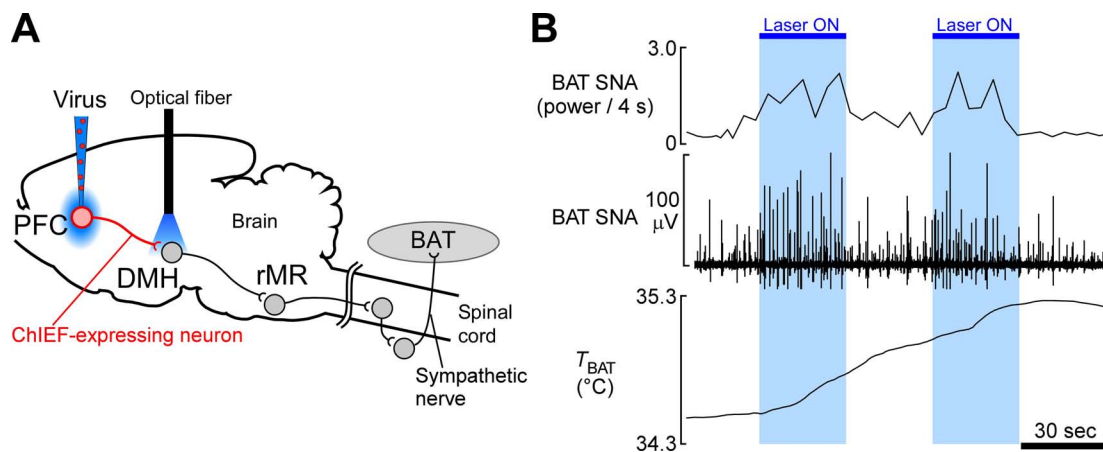 A
Virus
Optical fiber
PFC
Brain
BAT
DMH
rMR
ChIEF-expressing neuron
Spinal
cord
Sympathetic
nerve
B
Laser ON
Laser ON
3.0
BAT SNA
(power / 4 s)
0
100
μV
BAT SNA
35.3
TBAT
(°C)
34.3
30 sec